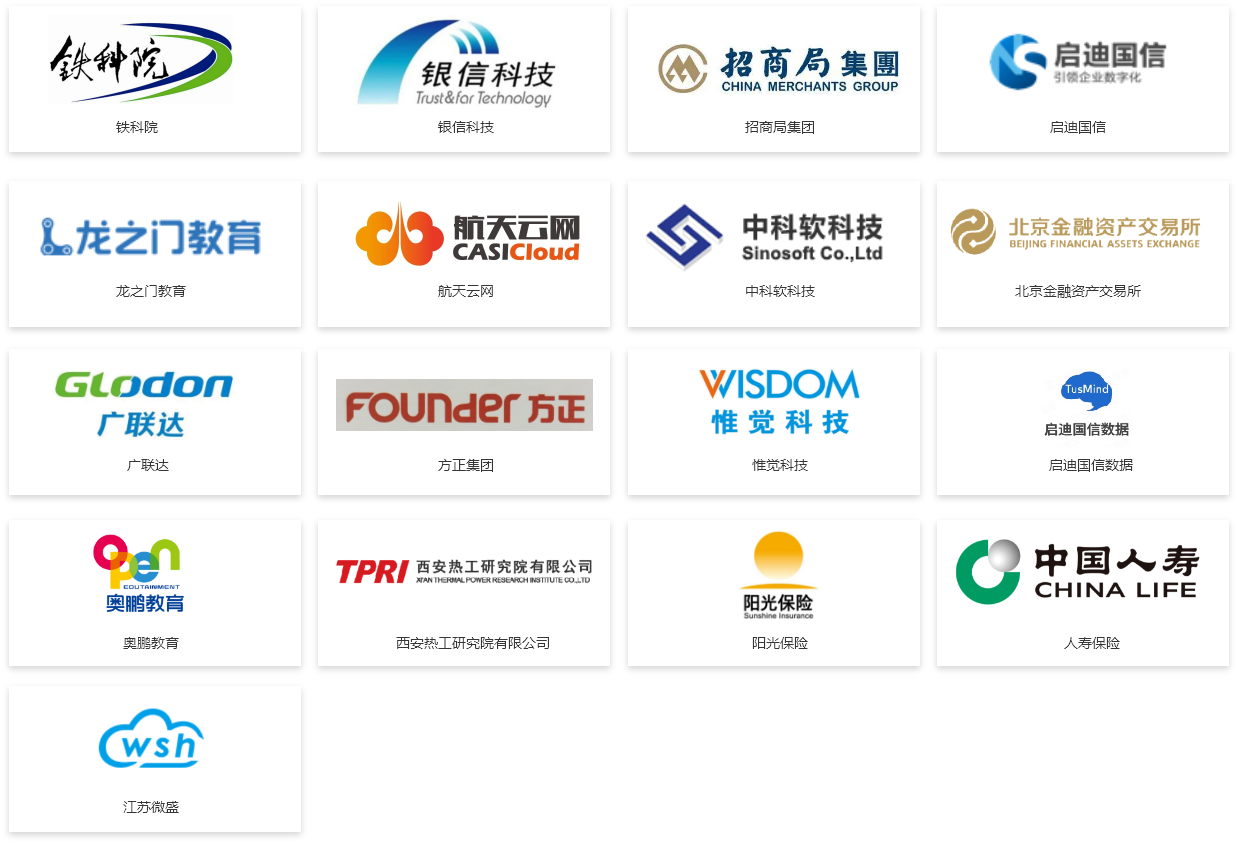 铁科院
铁科院
银信科技
Trust&far Technology
银信科技
招商局集團
CHINA MERCHANTS GROUP
招商局集团
启迪国信
引领企业数字化
启迪国信
龙之门教育
龙之门教育
航天云网
CASICloud
航天云网
中科软科技
Sinosoft Co.,Ltd
中科软科技
北京金融资产交易所
BEIJING FINANCIAL ASSETS EXCHANGE
北京金融资产交易所
GLodon
广联达
广联达
FOUNDER 方正
方正集团
WISDOM
惟觉科技
惟觉科技
TusMind
启迪国信数据
启迪国信数据
open
EDUTAINMENT
奥鹏教育
奥鹏教育
TPRI 西安热工研究院有限公司
XI'AN THERMAL POWER RESEARCH INSTITUTE CO.,LTD
西安热工研究院有限公司
阳光保险
Sunshine Insurance
阳光保险
中国人寿
CHINA LIFE
人寿保险
wsh
江苏微盛